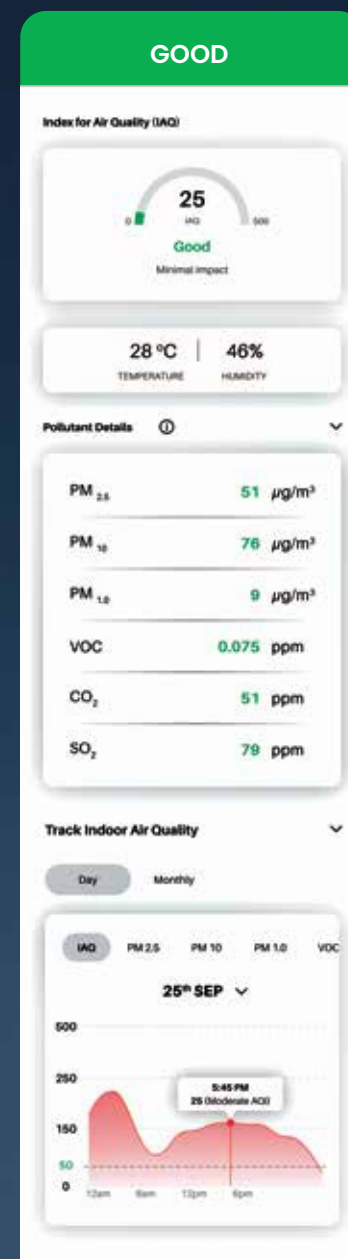 GOOD
Index for Air Quality (IAQ)
25
0 IAQ 500
Good
Minimal Impact
28 °C | 46%
TEMPERATURE HUMIDITY
Pollutant Details
PM 2.5 51 µg/m³
PM 10 76 µg/m³
PM 1.0 9 µg/m³
VOC 0.075 ppm
CO₂ 51 ppm
SO₂ 79 ppm
Track Indoor Air Quality
Day Monthly
IAQ PM 2.5 PM 10 PM 1.0 VOC
25th SEP
500
250
5:45 PM
25 (Moderate AQI)
150
50
0
12am 6am 12pm 6pm